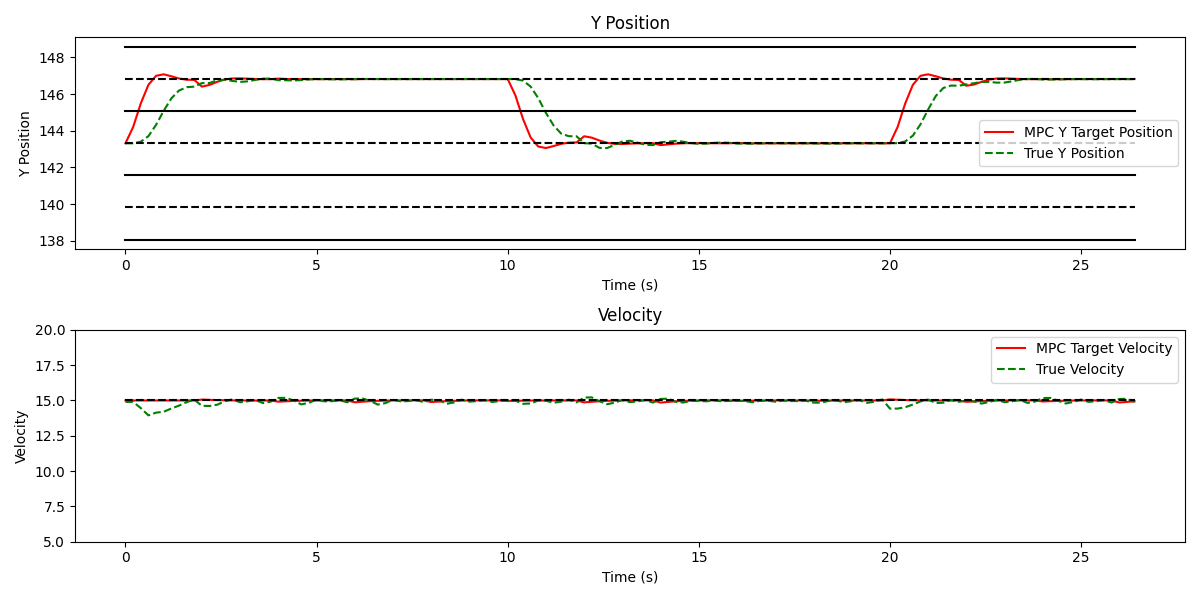 Y Position
148
146
144
142
140
138
Y Position
MPC Y Target Position
True Y Position
0 5 10 15 20 25
Time (s)
Velocity
20.0
17.5
15.0
12.5
10.0
7.5
5.0
Velocity
MPC Target Velocity
True Velocity
0 5 10 15 20 25
Time (s)